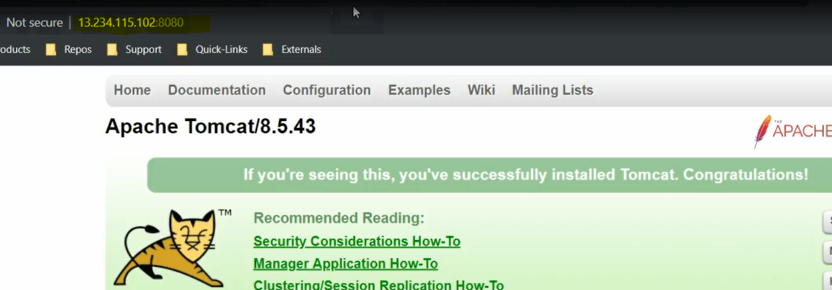 Not secure | 13.234.115.102:8080
oducts Repos Support Quick-Links Externals
Home Documentation Configuration Examples Wiki Mailing Lists
Apache Tomcat/8.5.43
THE
APACHE
If you're seeing this, you've successfully installed Tomcat. Congratulations!
TM
Recommended Reading:
Security Considerations How-To
Manager Application How-To
Clustering/Session Replication How-To